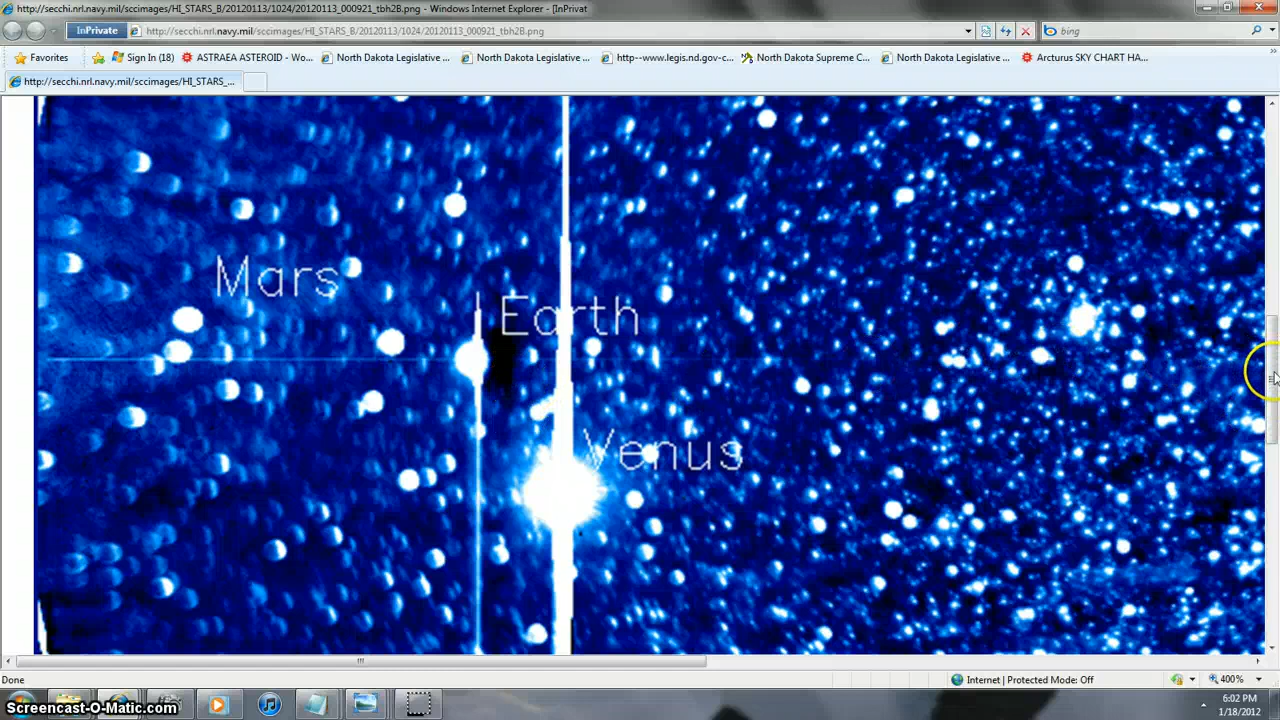 http://secchi.nrl.navy.mil/sccimages/HI_STARS_B/20120113/1024/20120113_000921_tbh2B.png - Windows Internet Explorer - [InPrivat
InPrivate http://secchi.nrl.navy.mil/sccimages/HI_STARS_B/20120113/1024/20120113_000921_tbh2B.png bing
Favorites Sign In (18) ASTRAEA ASTEROID - Wo... North Dakota Legislative ... North Dakota Legislative ... http--www.legis.nd.gov-c... North Dakota Supreme C... North Dakota Legislative ... Arcturus SKY CHART HA...
http://secchi.nrl.navy.mil/sccimages/HI_STARS_...
Mars
Earth
Venus
Done Internet | Protected Mode: Off 400%
Screencast-O-Matic.com
6:02 PM
1/18/2012